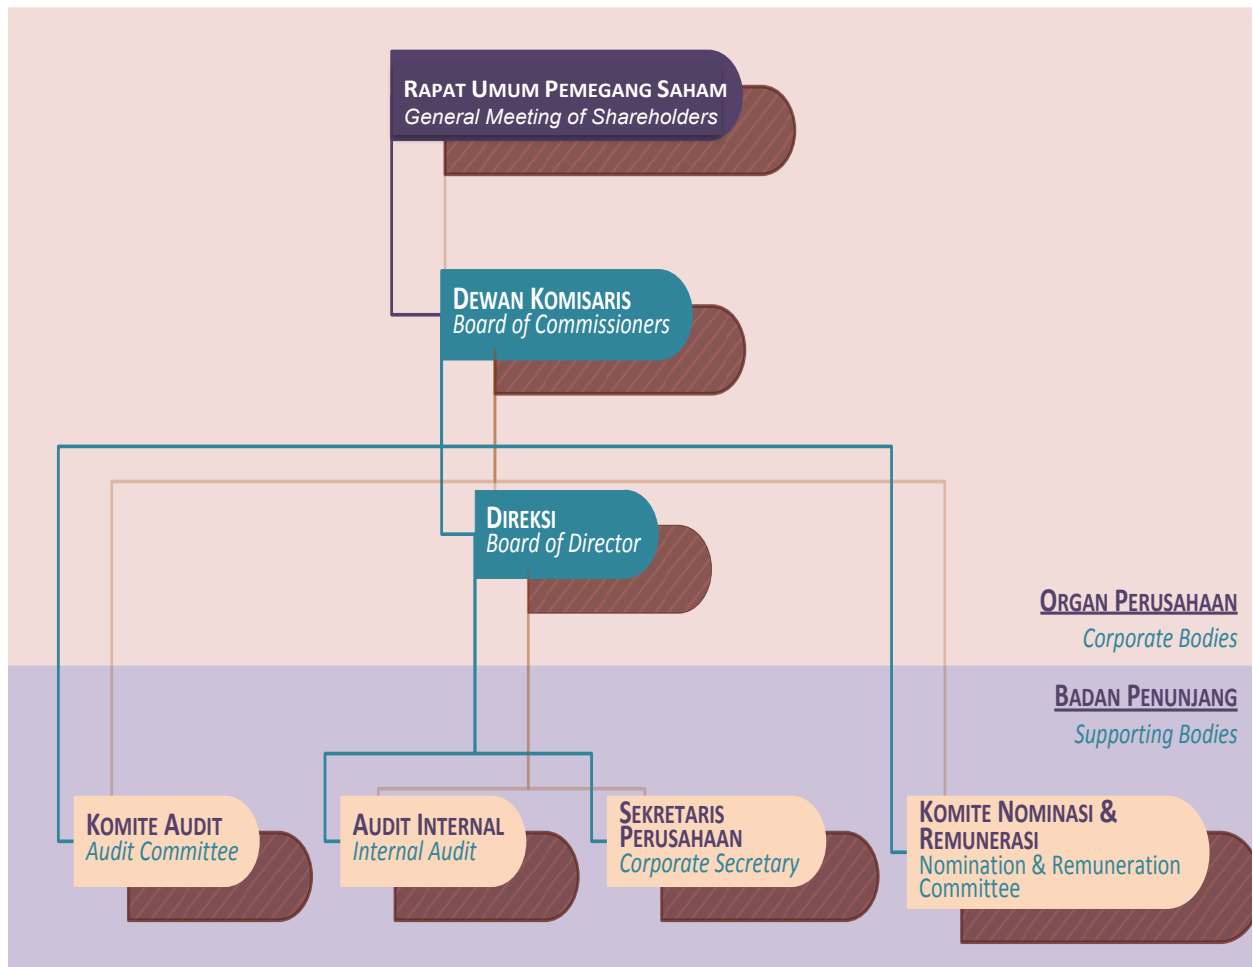 RAPAT UMUM PEMEGANG SAHAM
General Meeting of Shareholders
DEWAN KOMISARIS
Board of Commissioners
DIREKSI
Board of Director
ORGAN PERUSAHAAN
Corporate Bodies
BADAN PENUNJANG
Supporting Bodies
KOMITE AUDIT
Audit Committee
AUDIT INTERNAL
Internal Audit
SEKRETARIS
PERUSAHAAN
Corporate Secretary
KOMITE NOMINASI &
REMUNERASI
Nomination & Remuneration
Committee